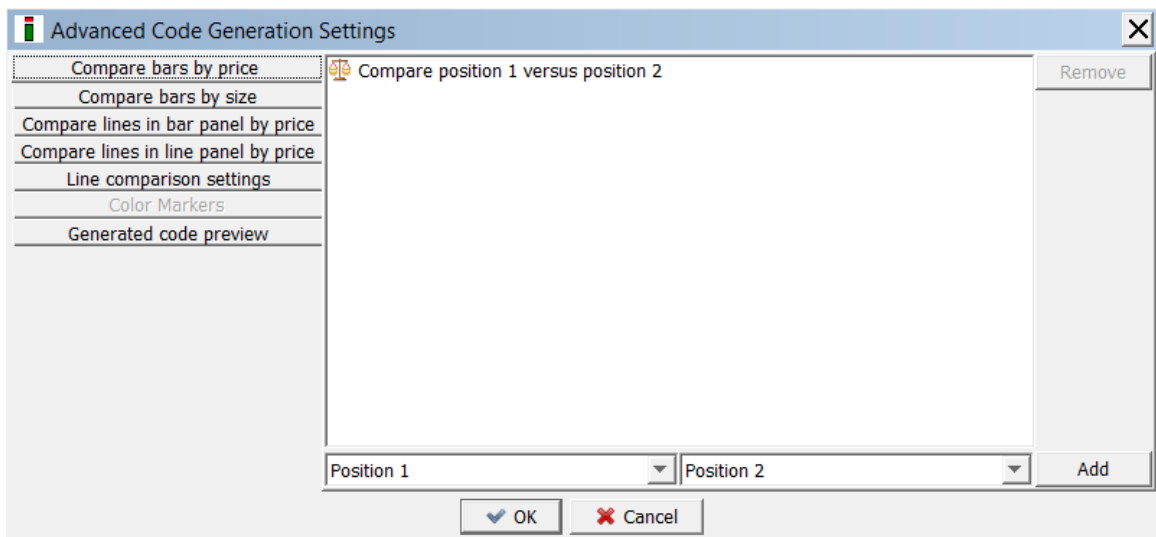 Advanced Code Generation Settings
Compare bars by price
Compare bars by size
Compare lines in bar panel by price
Compare lines in line panel by price
Line comparison settings
Color Markers
Generated code preview
Compare position 1 versus position 2
Remove
Position 1
Position 2
Add
OK
Cancel